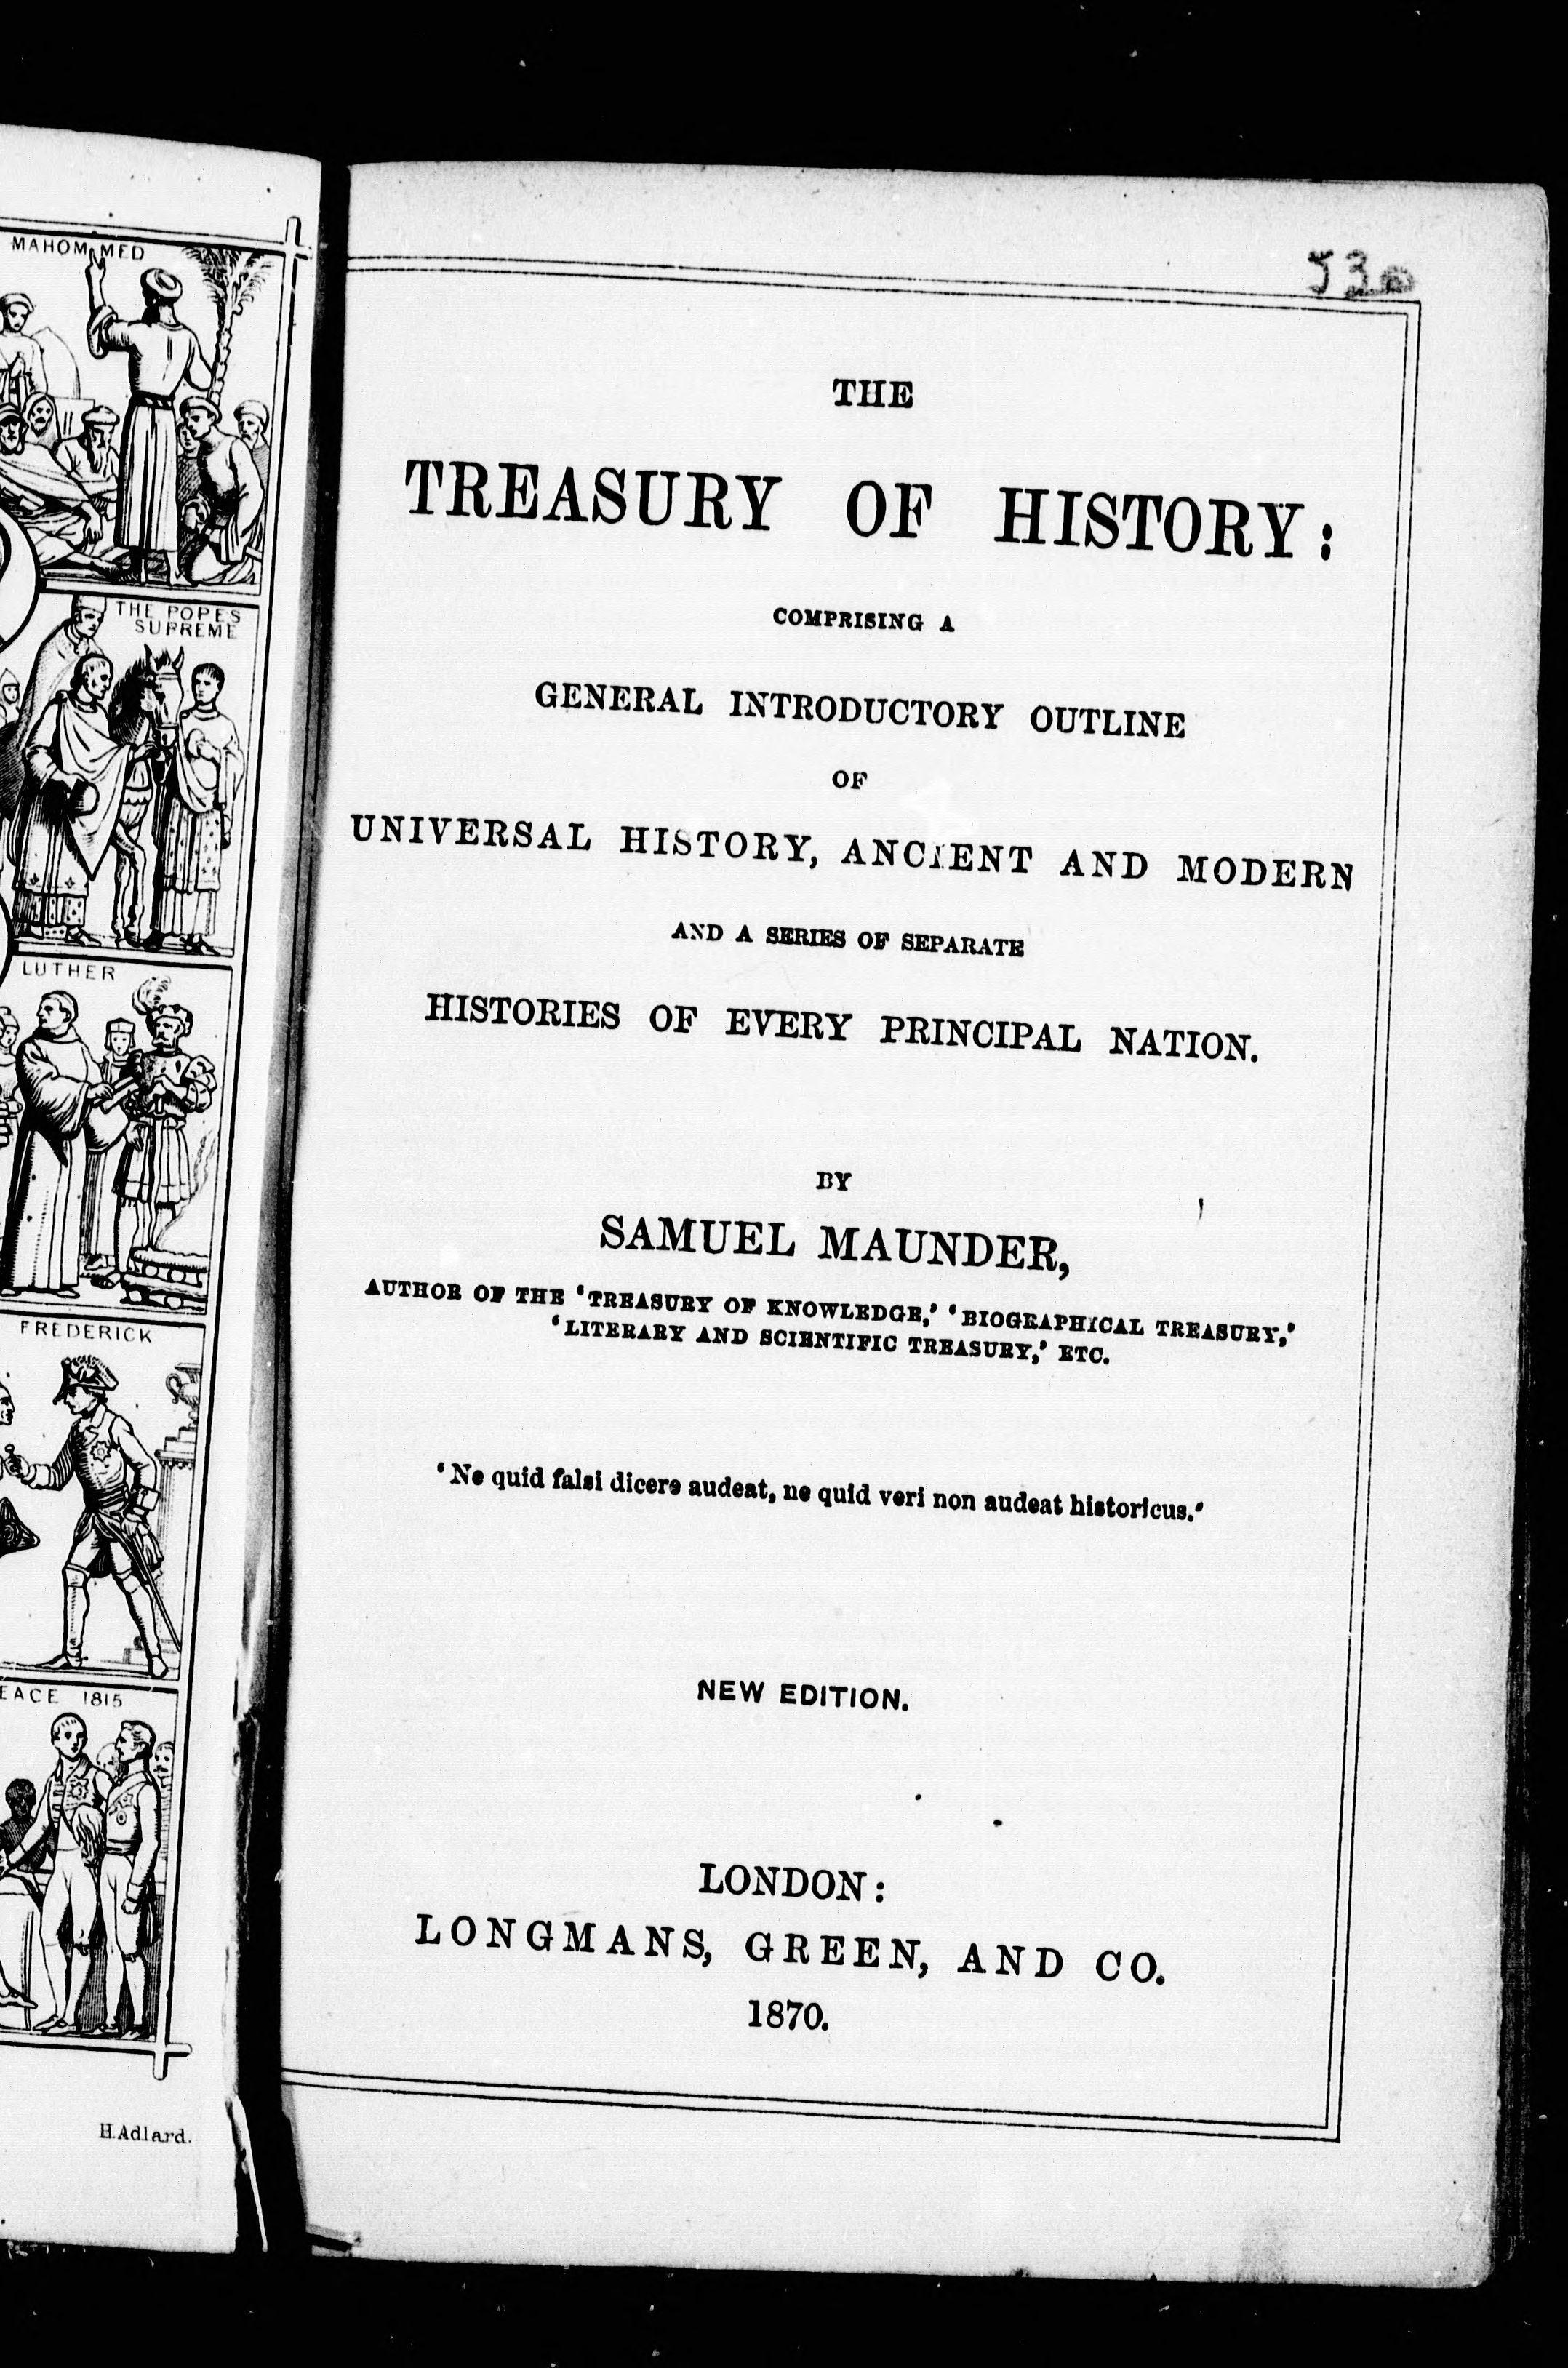 MAHOMMED
THE POPES
SUPREME
LUTHER
FREDERICK
EACE 1815
H. Adlard.
THE
TREASURY OF HISTORY:
COMPRISING A
GENERAL INTRODUCTORY OUTLINE
OF
UNIVERSAL HISTORY, ANCIENT AND MODERN
AND A SERIES OF SEPARATE
HISTORIES OF EVERY PRINCIPAL NATION.
BY
SAMUEL MAUNDER,
AUTHOR OF THE ‘TREASURY OF KNOWLEDGE,’ ‘BIOGRAPHICAL TREASURY,’
‘LITERARY AND SCIENTIFIC TREASURY,’ ETC.
‘Ne quid falsi dicere audeat, ne quid veri non audeat historicus.’
NEW EDITION.
LONDON:
LONGMANS, GREEN, AND CO.
1870.